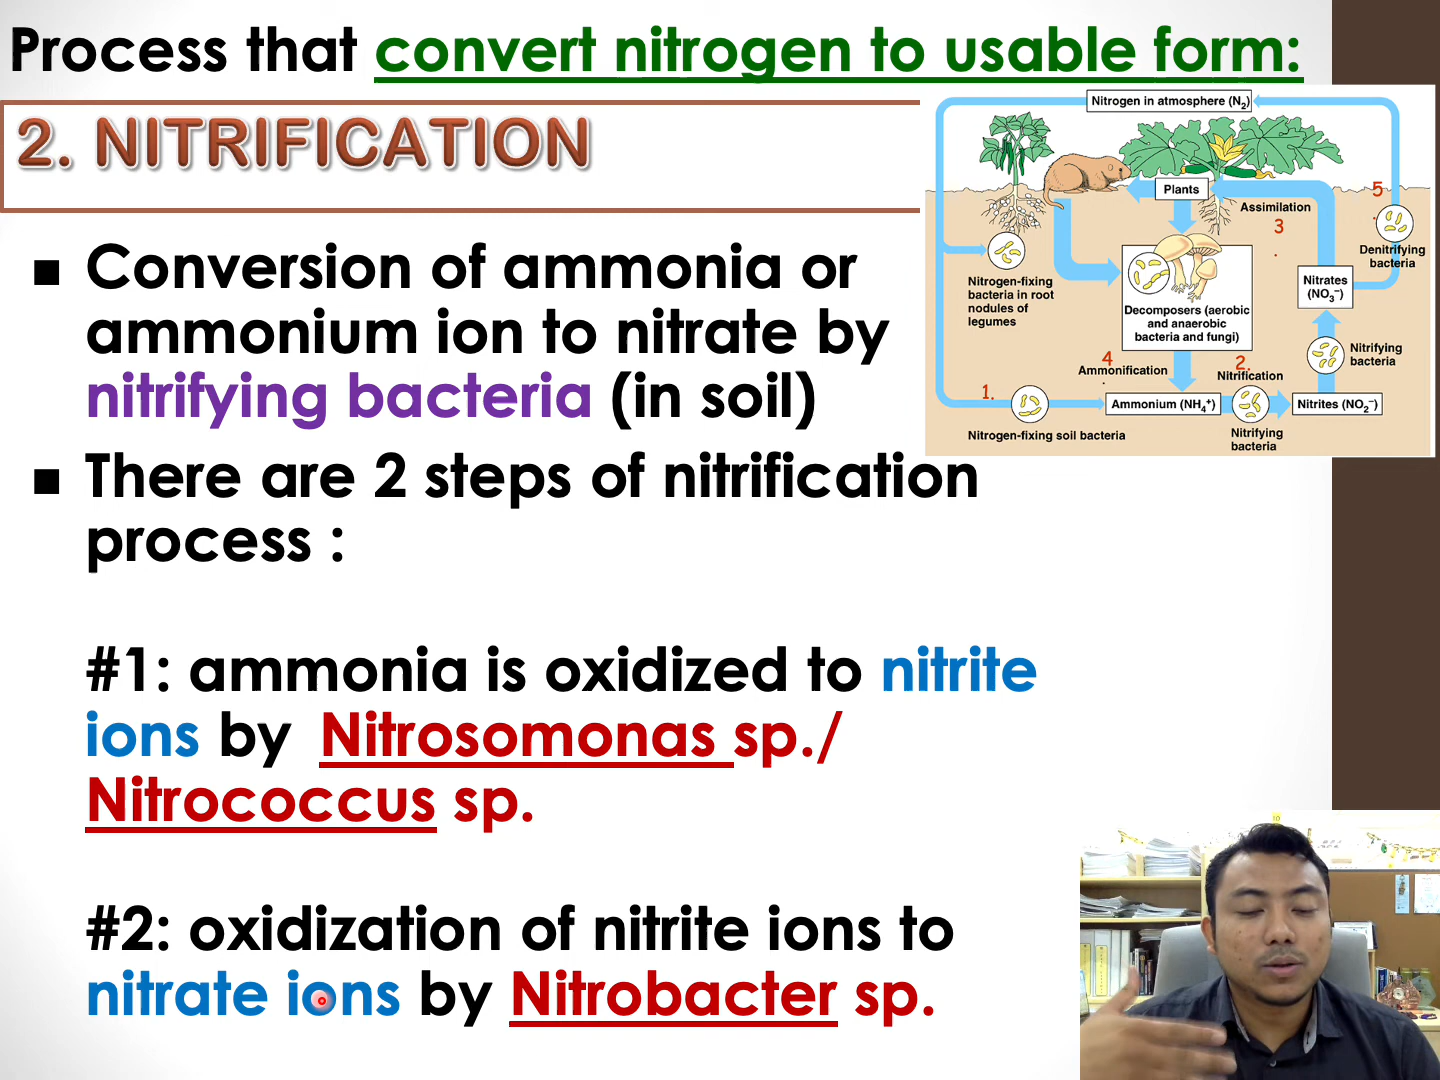 Process that convert nitrogen to usable form:
2. NITRIFICATION
■ Conversion of ammonia or
ammonium ion to nitrate by
nitrifying bacteria (in soil)
■ There are 2 steps of nitrification
process :
#1: ammonia is oxidized to nitrite
ions by Nitrosomonas sp./
Nitrococcus sp.
#2: oxidization of nitrite ions to
nitrate ions by Nitrobacter sp.
Nitrogen in atmosphere (N₂)
Plants
Assimilation
3
.
5
.
Denitrifying
bacteria
Nitrogen-fixing
bacteria in root
nodules of
legumes
Decomposers (aerobic
and anaerobic
bacteria and fungi)
Nitrates
(NO₃⁻)
Nitrifying
bacteria
4
.
Ammonification
2.
Nitrification
1.
Ammonium (NH₄⁺)
Nitrites (NO₂⁻)
Nitrogen-fixing soil bacteria
Nitrifying
bacteria
10